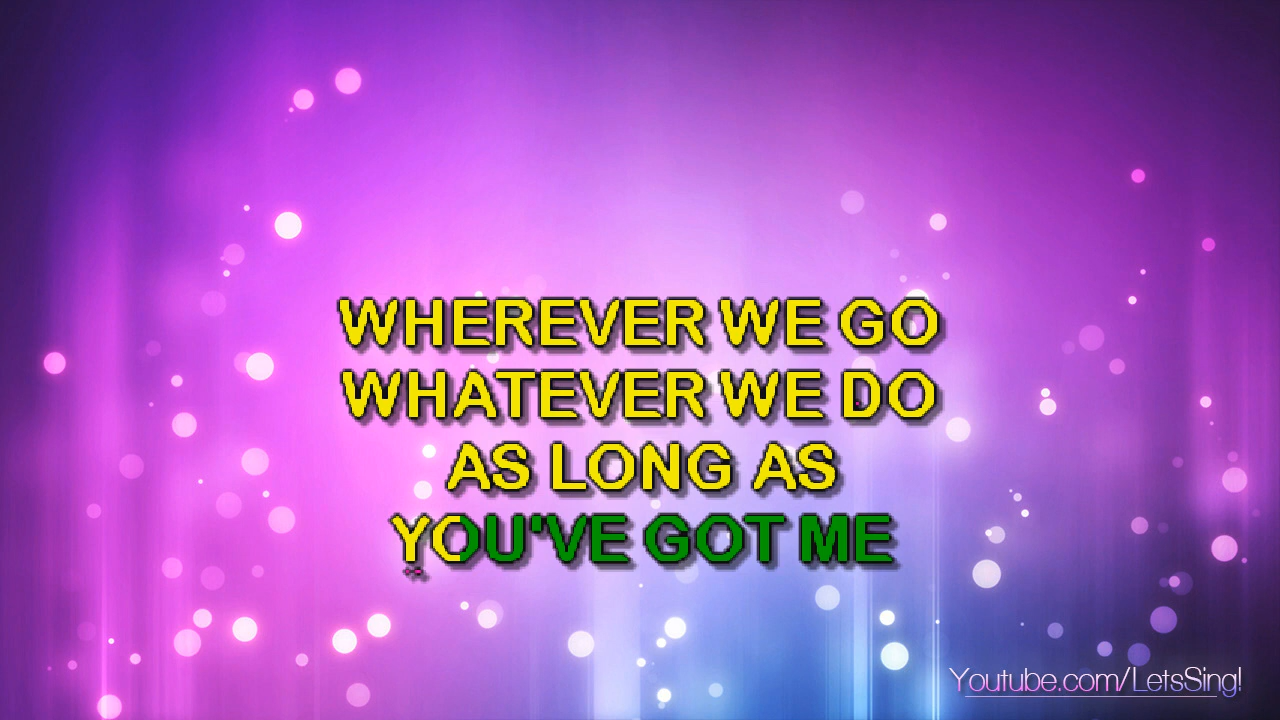 WHEREVER WE GO
WHATEVER WE DO
AS LONG AS
YOU'VE GOT ME
Youtube.com/LetsSing!